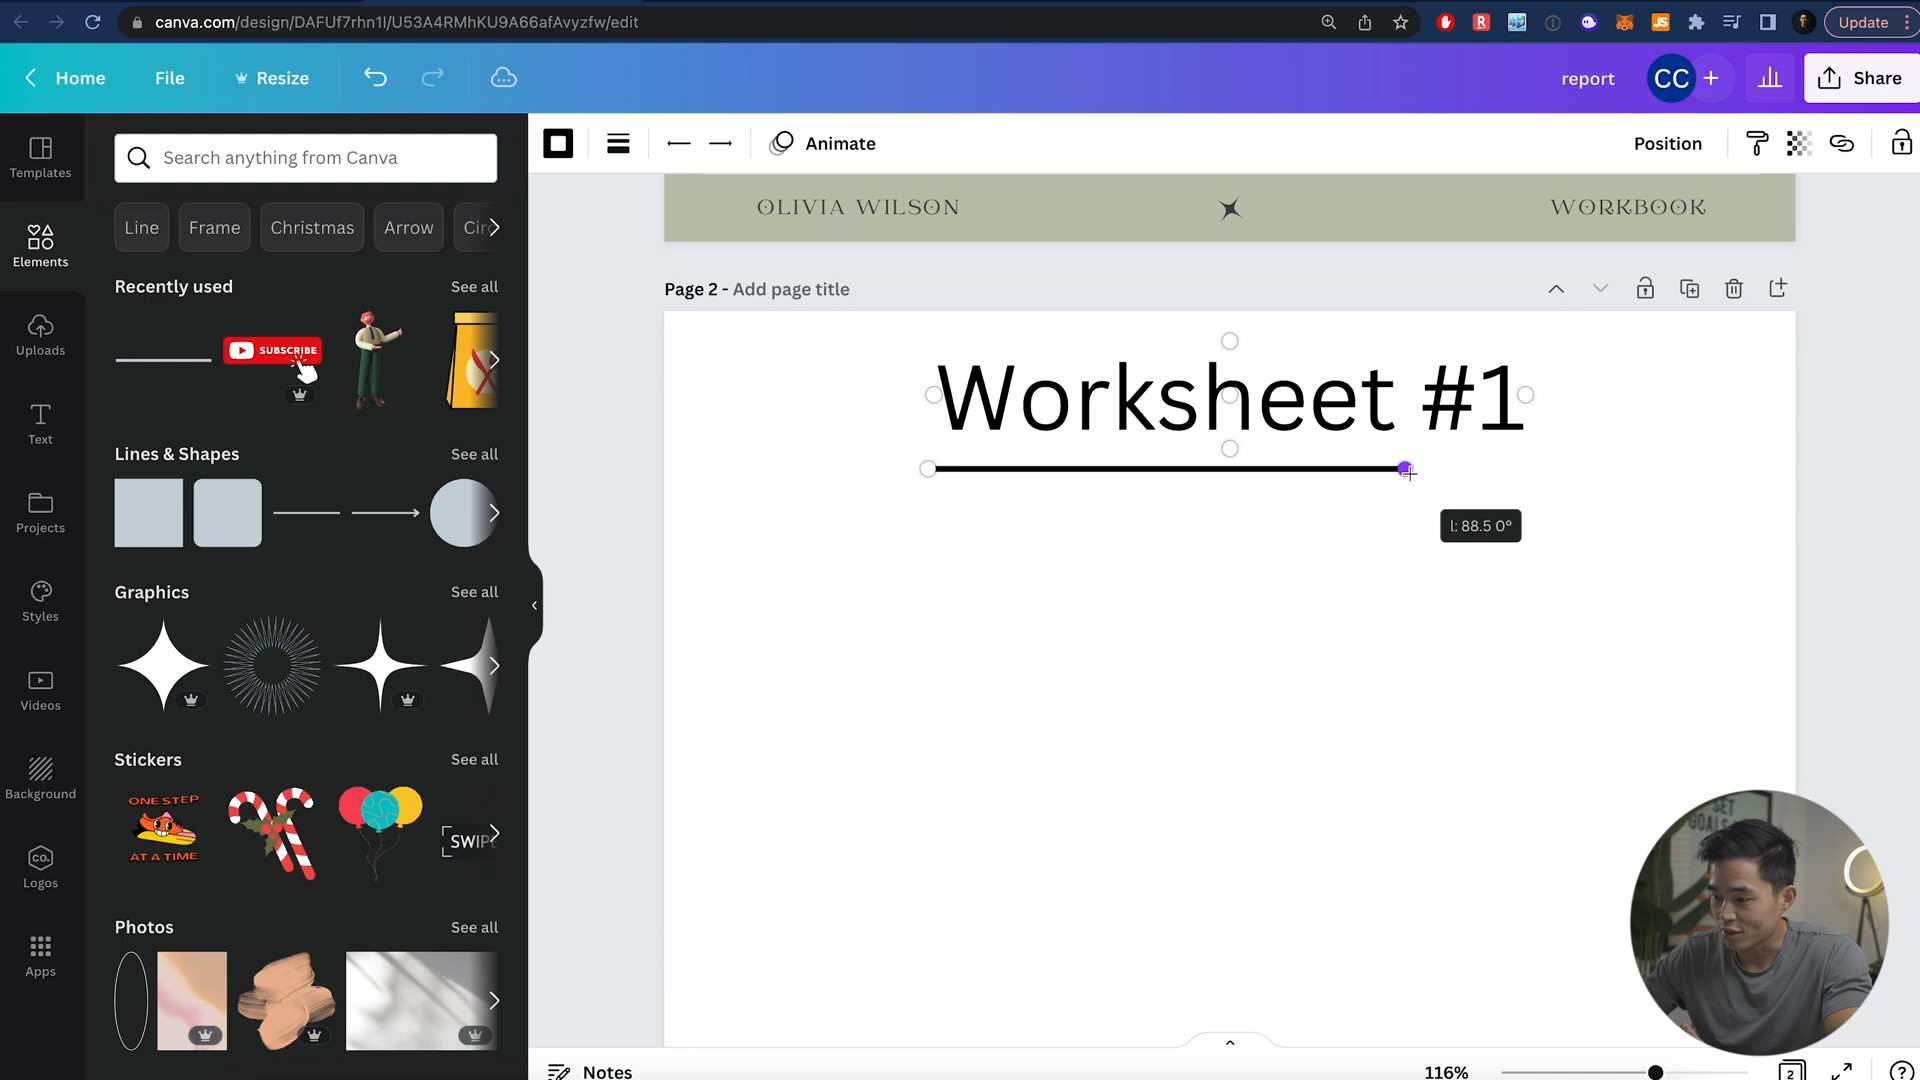 canva.com/design/DAFUf7rhn1I/U53A4RMhKU9A66afAvyzfw/edit
Update
Home
File
Resize
report
CC
Share
Templates
Elements
Uploads
Text
Projects
Styles
Videos
Background
Logos
CO.
Apps
Search anything from Canva
Line
Frame
Christmas
Arrow
Recently used
See all
SUBSCRIBE
Lines & Shapes
See all
Graphics
See all
Stickers
See all
ONE STEP
AT A TIME
SWIPE
Photos
See all
Animate
Position
OLIVIA WILSON
WORKBOOK
Page 2 - Add page title
Worksheet #1
l: 88.5 0°
Notes
116%
2